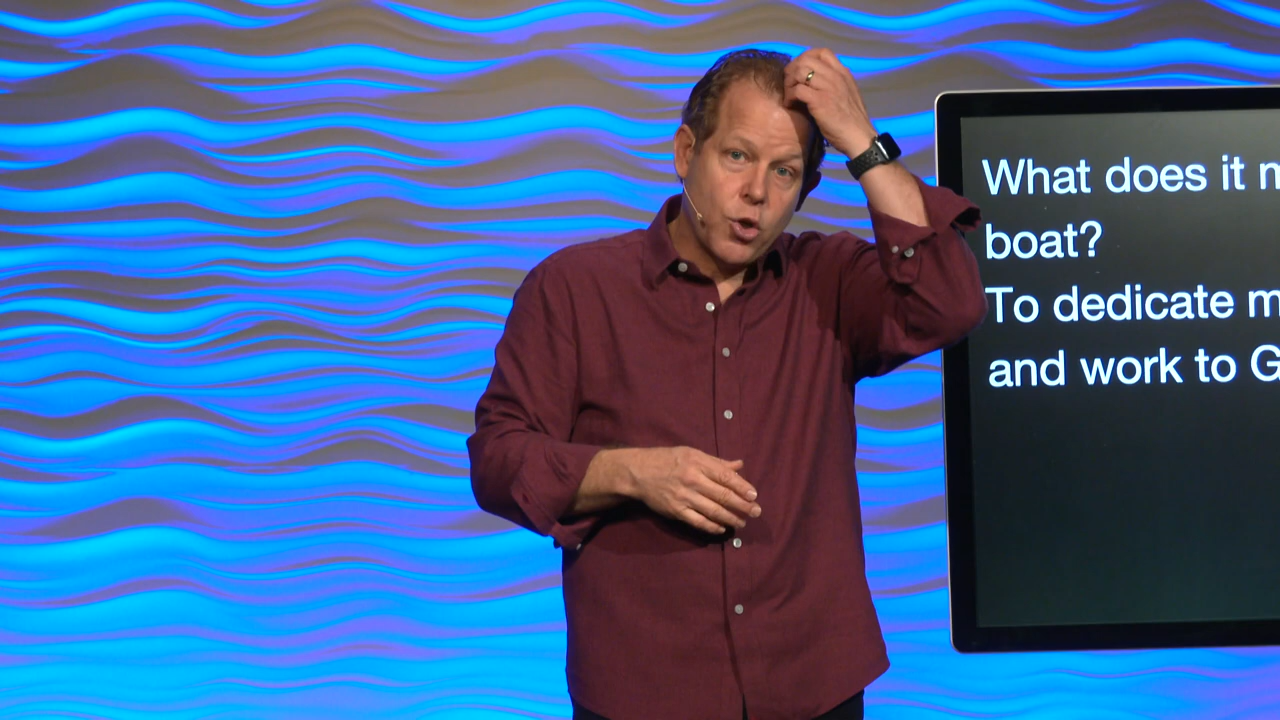 What does it
boat?
To dedicate
and work to